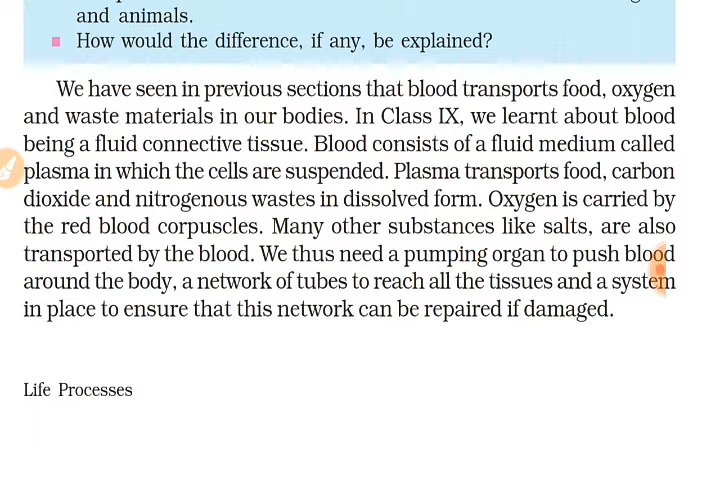 and animals.
How would the difference, if any, be explained?
We have seen in previous sections that blood transports food, oxygen
and waste materials in our bodies. In Class IX, we learnt about blood
being a fluid connective tissue. Blood consists of a fluid medium called
plasma in which the cells are suspended. Plasma transports food, carbon
dioxide and nitrogenous wastes in dissolved form. Oxygen is carried by
the red blood corpuscles. Many other substances like salts, are also
transported by the blood. We thus need a pumping organ to push blood
around the body, a network of tubes to reach all the tissues and a system
in place to ensure that this network can be repaired if damaged.
Life Processes